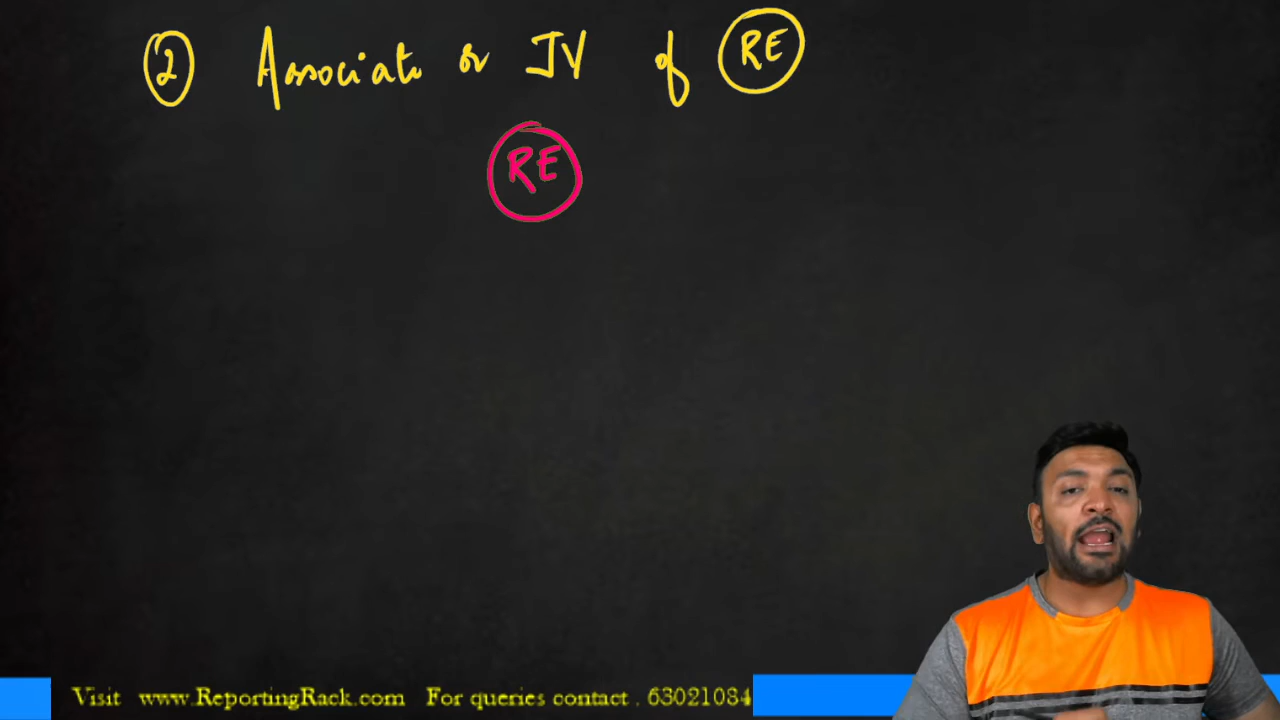 2 Associate or JV of RE
RE
Visit www.ReportingRack.com For queries contact . 63021084